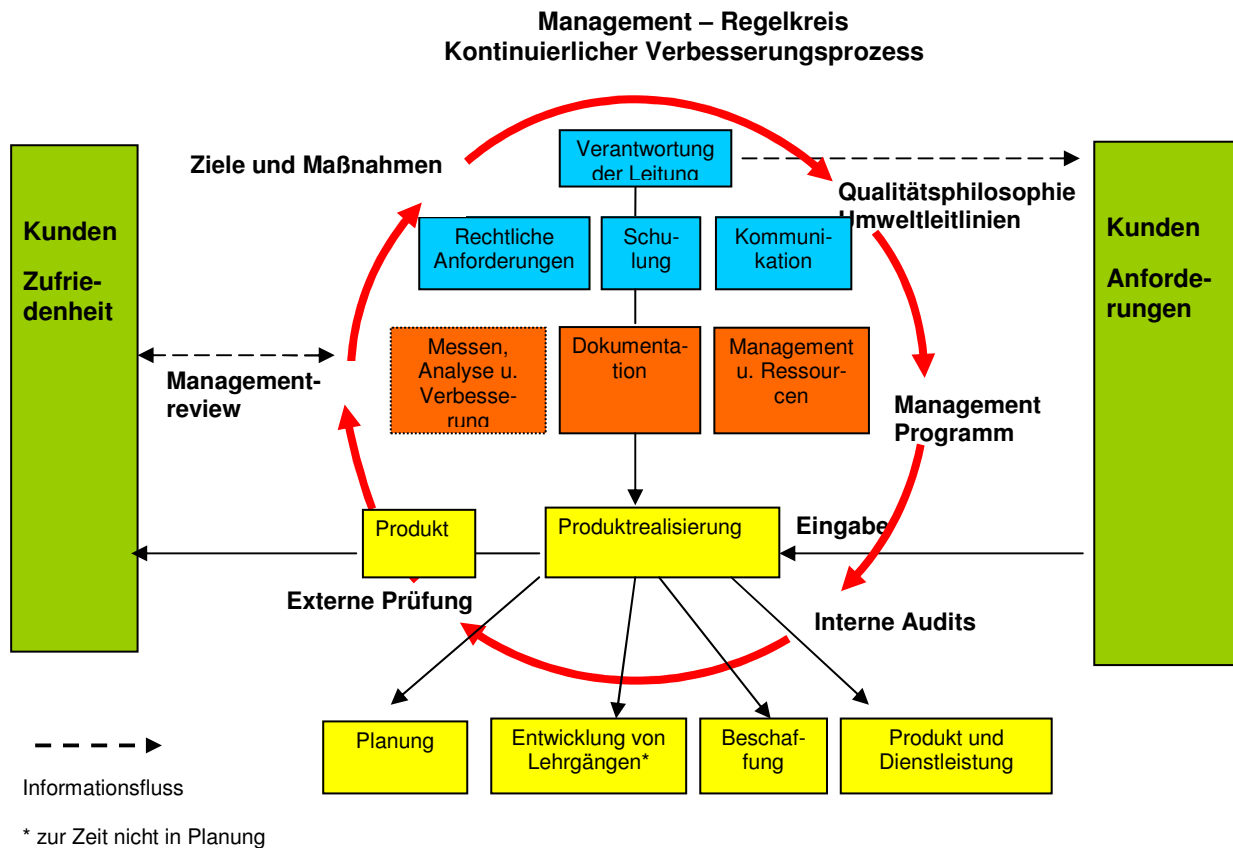 Management – Regelkreis
Kontinuierlicher Verbesserungsprozess
Ziele und Maßnahmen
Verantwortung
der Leitung
Qualitätsphilosophie
Umweltleitlinien
Kunden
Zufrie-
denheit
Rechtliche
Anforderungen
Schu-
lung
Kommuni-
kation
Kunden
Anforde-
rungen
Management-
review
Messen,
Analyse u.
Verbesse-
rung
Dokumenta-
tion
Management
u. Ressour-
cen
Management
Programm
Produkt
Produktrealisierung
Eingabe
Externe Prüfung
Interne Audits
Planung
Entwicklung von
Lehrgängen*
Beschaf-
fung
Produkt und
Dienstleistung
Informationsfluss
* zur Zeit nicht in Planung